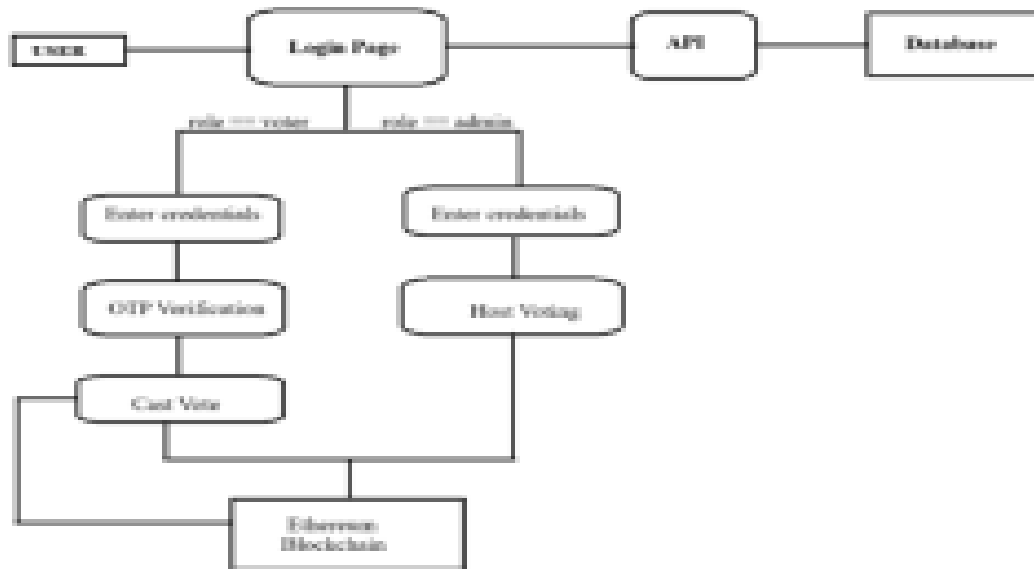 USER
Login Page
API
Database
role == voter
role == admin
Enter credentials
Enter credentials
OTP Verification
Host Voting
Cast Vote
Ethereum
Blockchain